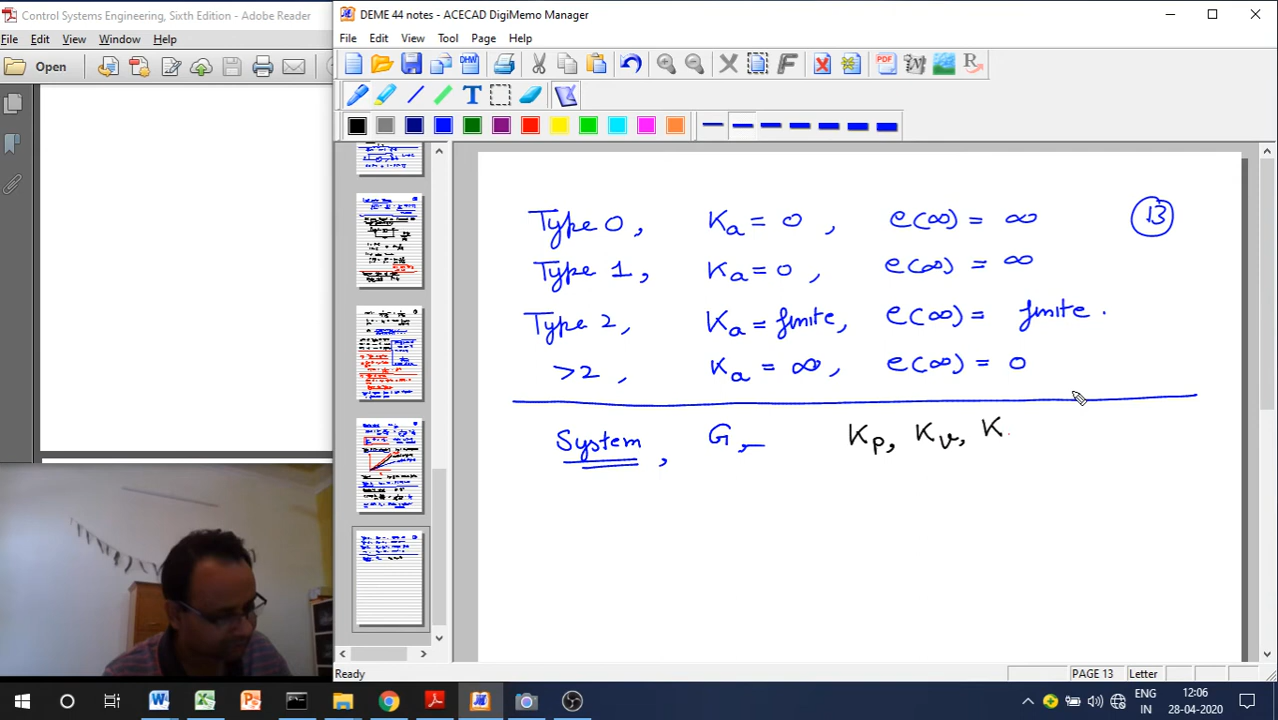 Control Systems Engineering, Sixth Edition - Adobe Reader
File Edit View Window Help
Open
DEME 44 notes - ACECAD DigiMemo Manager
File Edit View Tool Page Help
Type 0, Ka = 0, e(∞) = ∞ 13
Type 1, Ka = 0, e(∞) = ∞
Type 2, Ka = finite, e(∞) = finite.
>2, Ka = ∞, e(∞) = 0
System, G, Kp, Kv, K
Ready PAGE 13 Letter
ENG 12:06
IN 28-04-2020